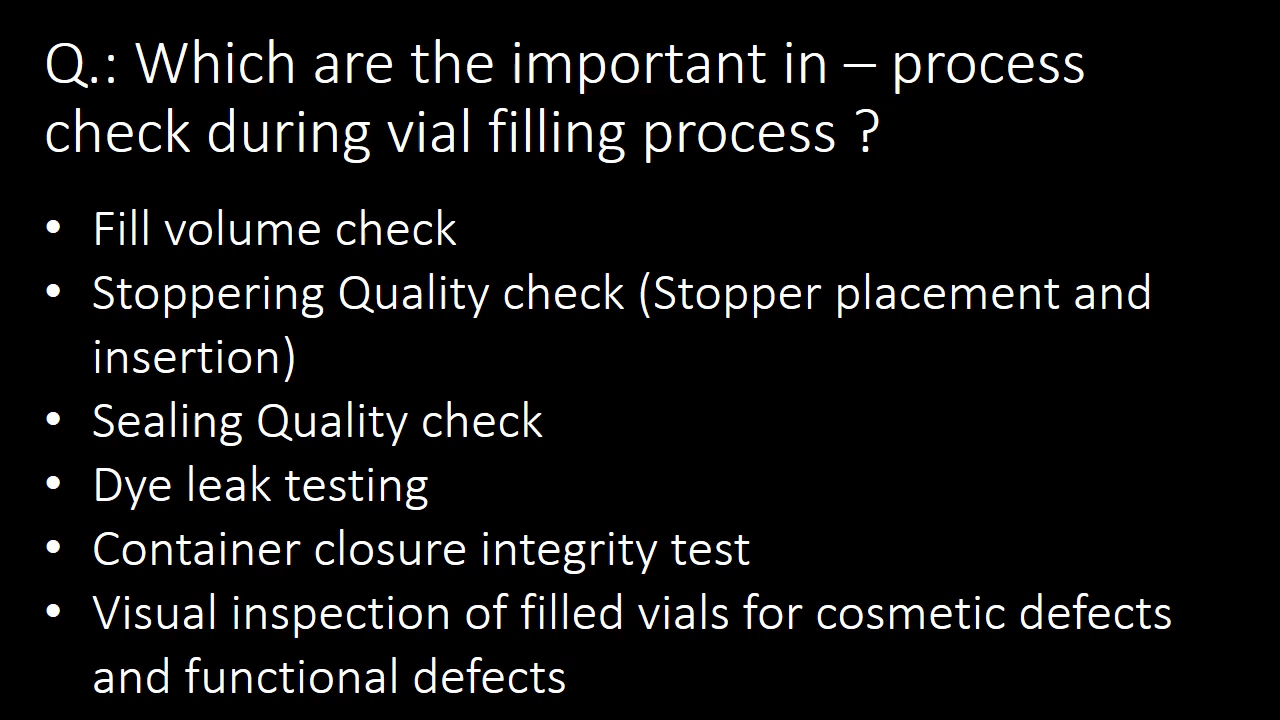 Q.: Which are the important in – process
check during vial filling process ?
• Fill volume check
• Stoppering Quality check (Stopper placement and
insertion)
• Sealing Quality check
• Dye leak testing
• Container closure integrity test
• Visual inspection of filled vials for cosmetic defects
and functional defects